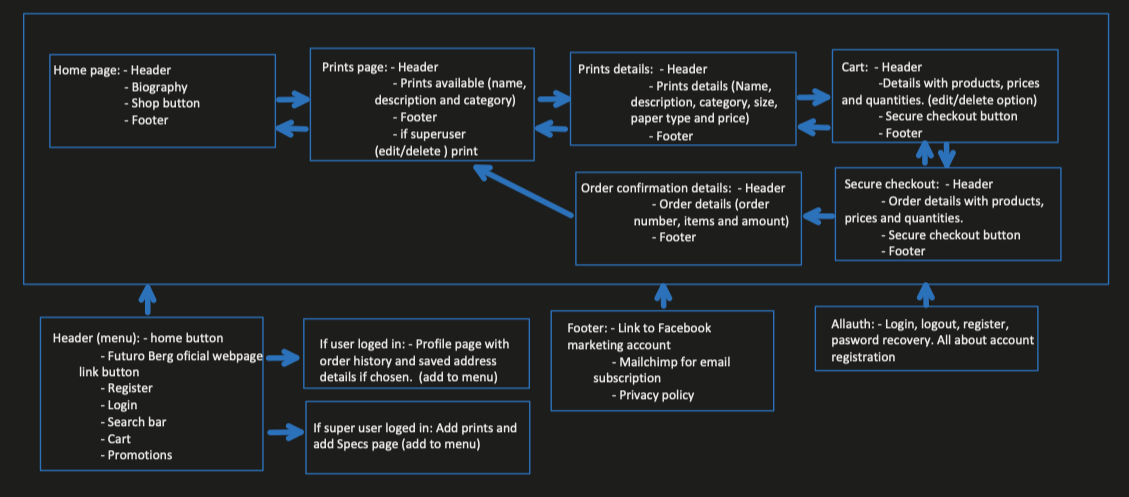 Home page: - Header
- Biography
- Shop button
- Footer
Prints page: - Header
- Prints available (name,
description and category)
- Footer
- if superuser
(edit/delete ) print
Prints details: - Header
- Prints details (Name,
description, category, size,
paper type and price)
- Footer
Cart: - Header
-Details with products, prices
and quantities. (edit/delete option)
- Secure checkout button
- Footer
Order confirmation details: - Header
- Order details (order
number, items and amount)
- Footer
Secure checkout: - Header
- Order details with products,
prices and quantities.
- Secure checkout button
- Footer
Header (menu): - home button
- Futuro Berg oficial webpage
link button
- Register
- Login
- Search bar
- Cart
- Promotions
If user loged in: - Profile page with
order history and saved address
details if chosen. (add to menu)
If super user loged in: Add prints and
add Specs page (add to menu)
Footer: - Link to Facebook
marketing account
- Mailchimp for email
subscription
- Privacy policy
Allauth: - Login, logout, register,
pasword recovery. All about account
registration